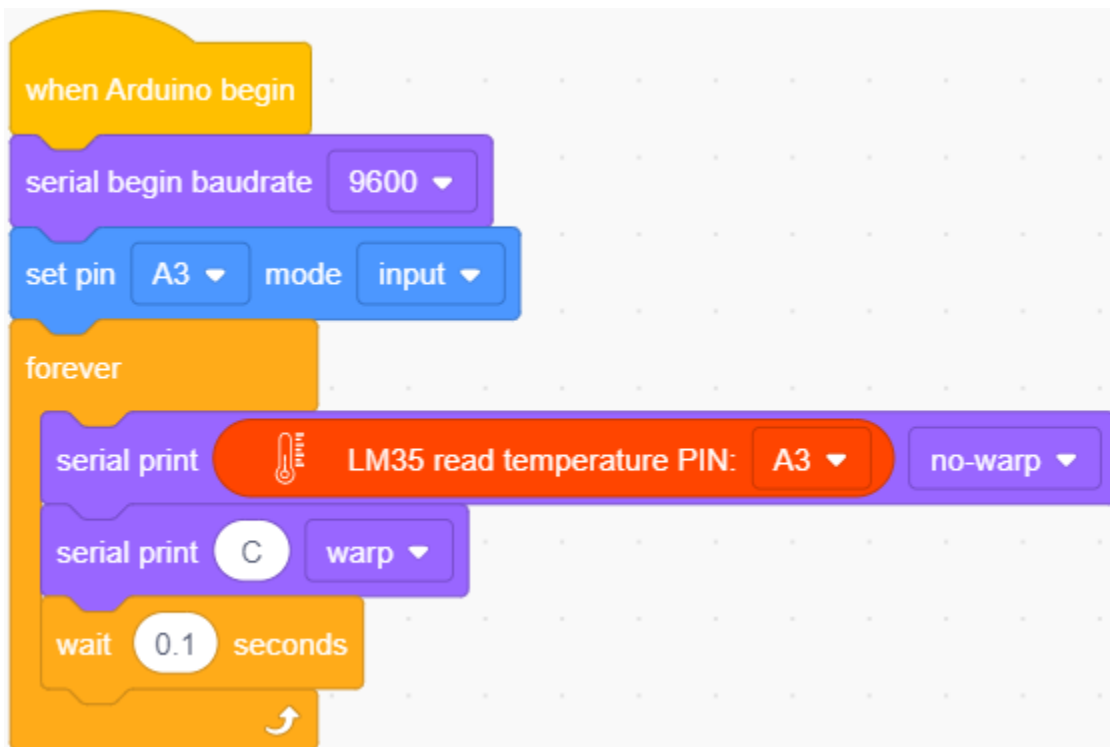 when Arduino begin
serial begin baudrate 9600
set pin A3 mode input
forever
serial print LM35 read temperature PIN: A3 no-warp
serial print C warp
wait 0.1 seconds